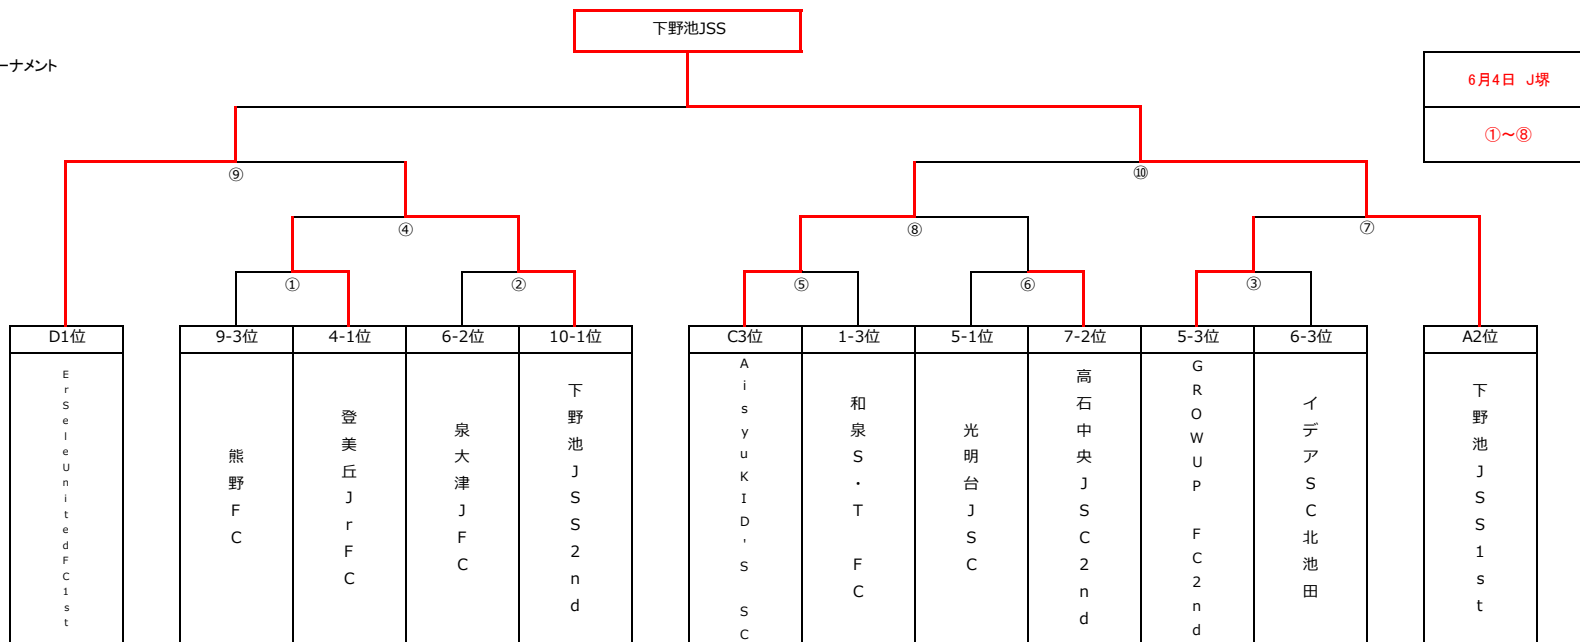 下野池JSS
ーナメント
6月4日 J堺
①～⑧
⑨
⑩
④
⑧
⑦
①
②
⑤
⑥
③
D1位
9-3位
4-1位
6-2位
10-1位
C3位
1-3位
5-1位
7-2位
5-3位
6-3位
A2位
ErSeleUnitedFC1st
熊野FC
登美丘JrFC
泉大津JFC
下野池JSS2nd
AisyuKID'S SC
和泉S・T FC
光明台JSC
高石中央JSC2nd
GROWUP FC2nd
イデアSC北池田
下野池JSS1st